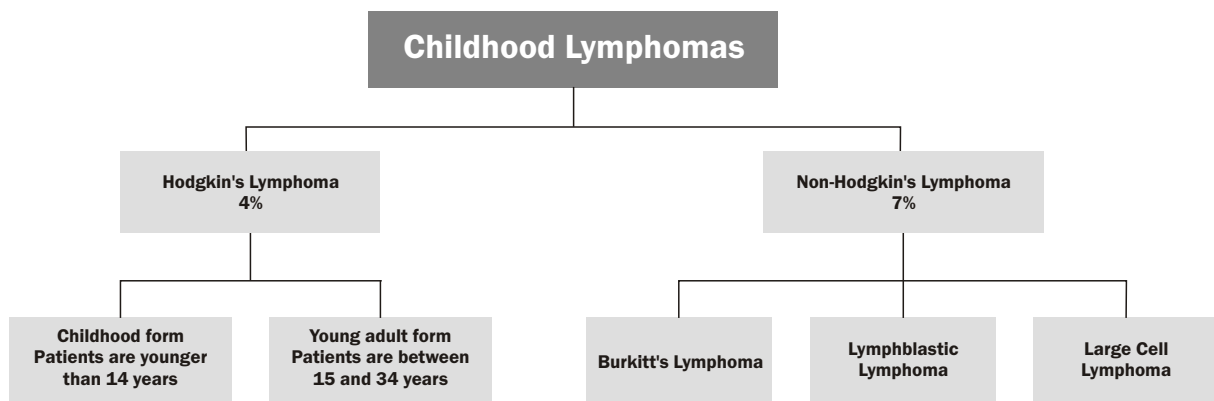 Childhood Lymphomas
Hodgkin's Lymphoma
4%
Non-Hodgkin's Lymphoma
7%
Childhood form
Patients are younger
than 14 years
Young adult form
Patients are between
15 and 34 years
Burkitt's Lymphoma
Lymphblastic
Lymphoma
Large Cell
Lymphoma